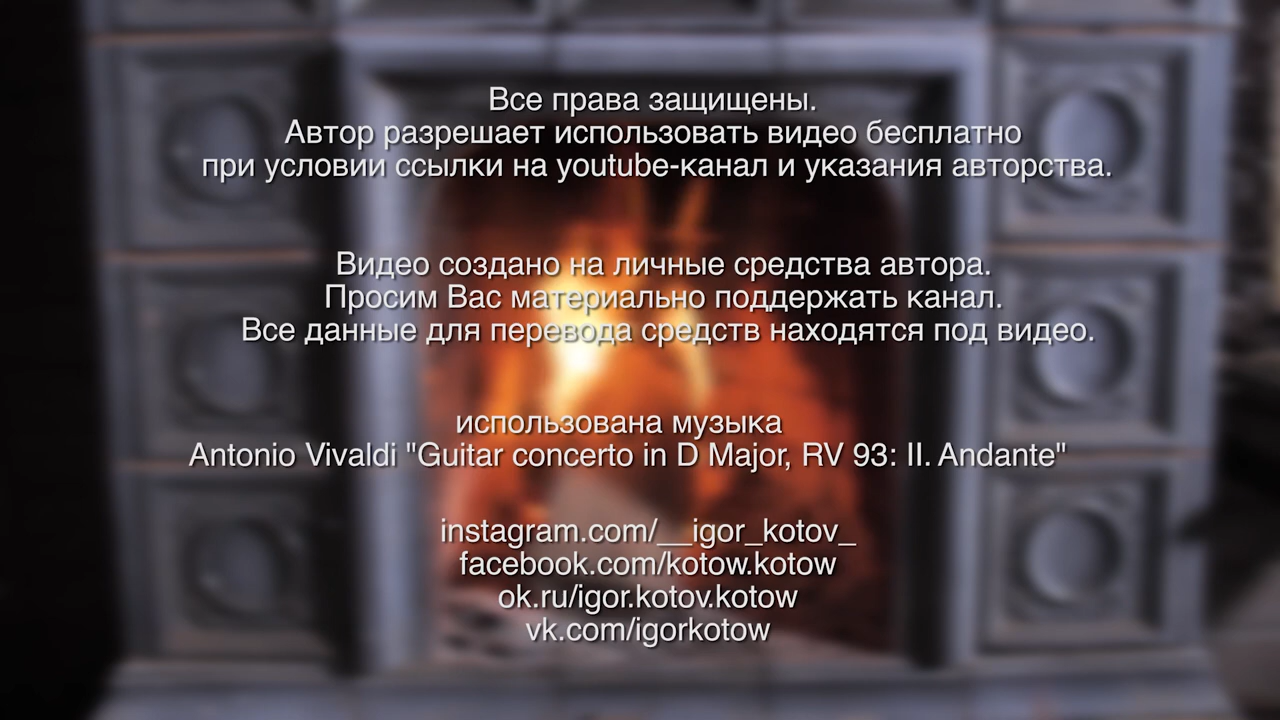 Все права защищены.
Автор разрешает использовать видео бесплатно
при условии ссылки на youtube-канал и указания авторства.
Видео создано на личные средства автора.
Просим Вас материально поддержать канал.
Все данные для перевода средств находятся под видео.
использована музыка
Antonio Vivaldi "Guitar concerto in D Major, RV 93: II. Andante"
instagram.com/__igor_kotov_
facebook.com/kotow.kotow
ok.ru/igor.kotov.kotow
vk.com/igorkotow